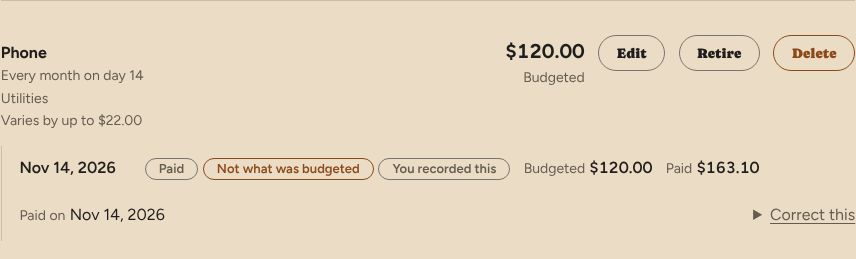 Phone $120.00 Edit Retire Delete
Every month on day 14 Budgeted
Utilities
Varies by up to $22.00
Nov 14, 2026 Paid Not what was budgeted You recorded this Budgeted $120.00 Paid $163.10
Paid on Nov 14, 2026 ▶ Correct this